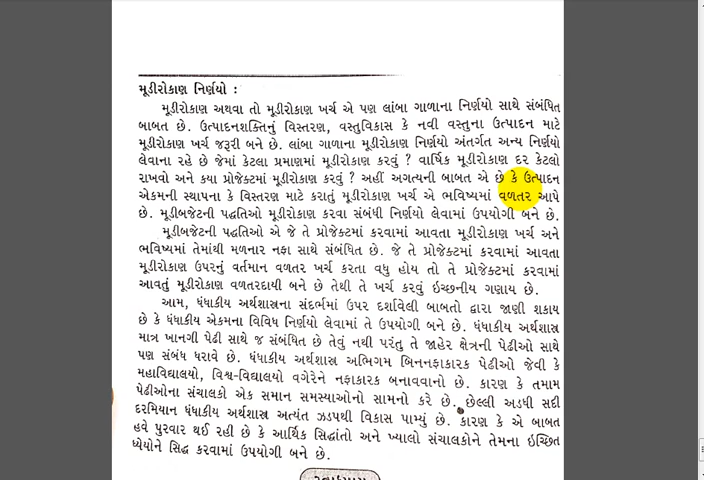 મૂડીરોકાણ નિર્ણયો :
મૂડીરોકાણ અથવા તો મૂડીરોકાણ ખર્ચ એ પણ લાંબા ગાળાના નિર્ણયો સાથે સંબંધિત
બાબત છે. ઉત્પાદનશક્તિનું વિસ્તરણ, વસ્તુવિકાસ કે નવી વસ્તુના ઉત્પાદન માટે
મૂડીરોકાણ ખર્ચ જરૂરી બને છે. લાંબા ગાળાના મૂડીરોકાણ નિર્ણયો અંતર્ગત અન્ય નિર્ણયો
લેવાના રહે છે જેમાં કેટલા પ્રમાણમાં મૂડીરોકાણ કરવું ? વાર્ષિક મૂડીરોકાણ દર કેટલો
રાખવો અને કયા પ્રોજેક્ટમાં મૂડીરોકાણ કરવું ? અહીં અગત્યની બાબત એ છે કે ઉત્પાદન
એકમની સ્થાપના કે વિસ્તરણ માટે કરાતું મૂડીરોકાણ ખર્ચ એ ભવિષ્યમાં વળતર આપે
છે. મૂડીબજેટની પદ્ધતિઓ મૂડીરોકાણ કરવા સંબંધી નિર્ણયો લેવામાં ઉપયોગી બને છે.
મૂડીબજેટની પદ્ધતિઓ એ જે તે પ્રોજેક્ટમાં કરવામાં આવતા મૂડીરોકાણ ખર્ચ અને
ભવિષ્યમાં તેમાંથી મળનાર નફા સાથે સંબંધિત છે. જે તે પ્રોજેક્ટમાં કરવામાં આવતા
મૂડીરોકાણ ઉપરનું વર્તમાન વળતર ખર્ચ કરતા વધુ હોય તો તે પ્રોજેક્ટમાં કરવામાં
આવતું મૂડીરોકાણ વળતરદાયી બને છે તેથી તે ખર્ચ કરવું ઇચ્છનીય ગણાય છે.
આમ, ધંધાકીય અર્થશાસ્ત્રના સંદર્ભમાં ઉપર દર્શાવેલી બાબતો દ્વારા જાણી શકાય
છે કે ધંધાકીય એકમના વિવિધ નિર્ણયો લેવામાં તે ઉપયોગી બને છે. ધંધાકીય અર્થશાસ્ત્ર
માત્ર ખાનગી પેઢી સાથે જ સંબંધિત છે તેવું નથી પરંતુ તે જાહેર ક્ષેત્રની પેઢીઓ સાથે
પણ સંબંધ ધરાવે છે. ધંધાકીય અર્થશાસ્ત્ર અભિગમ બિનનફાકારક પેઢીઓ જેવી કે
મહાવિદ્યાલયો, વિશ્વ-વિદ્યાલયો વગેરેને નફાકારક બનાવવાનો છે. કારણ કે તમામ
પેઢીઓના સંચાલકો એક સમાન સમસ્યાઓનો સામનો કરે છે. છેલ્લી અડધી સદી
દરમિયાન ધંધાકીય અર્થશાસ્ત્ર અત્યંત ઝડપથી વિકાસ પામ્યું છે. કારણ કે એ બાબત
હવે પુરવાર થઈ રહી છે કે આર્થિક સિદ્ધાંતો અને ખ્યાલો સંચાલકોને તેમના ઇચ્છિત
ધ્યેયોને સિદ્ધ કરવામાં ઉપયોગી બને છે.